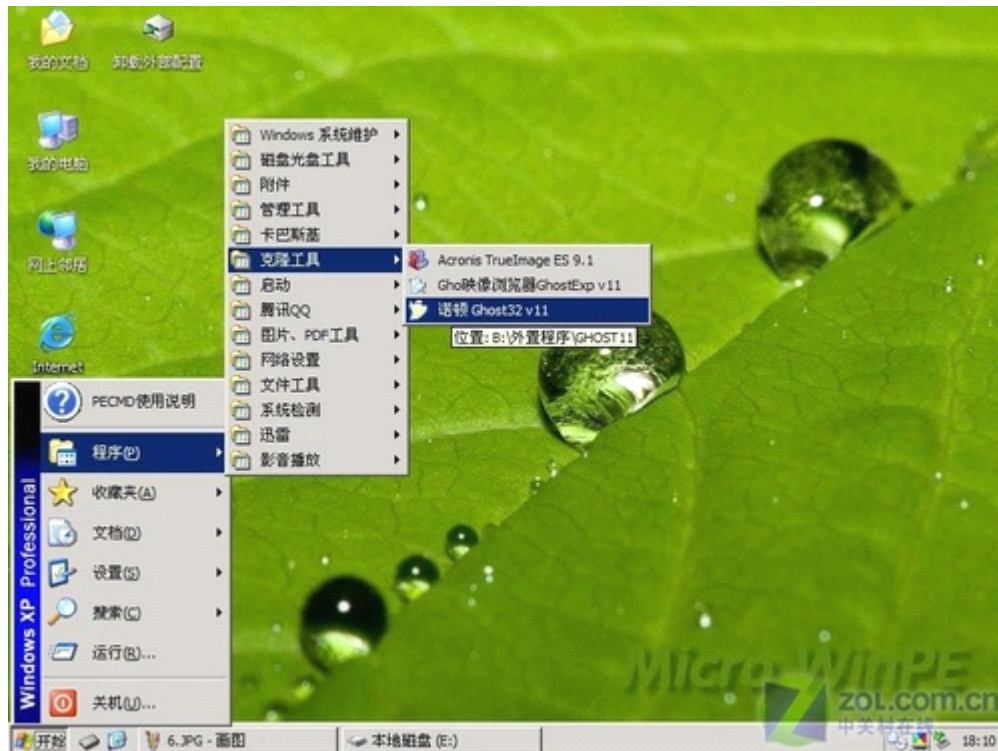 我的文档
卸载外部配置
我的电脑
网上邻居
Internet
Windows 系统维护
磁盘光盘工具
附件
管理工具
卡巴斯基
克隆工具
启动
腾讯QQ
图片、PDF工具
网络设置
文件工具
系统检测
迅雷
影音播放
Acronis TrueImage ES 9.1
Gho映像浏览器GhostExp v11
诺顿 Ghost32 v11
位置: B:\外置程序\GHOST11
PECMD使用说明
程序(P)
收藏夹(A)
文档(D)
设置(S)
搜索(C)
运行(R)...
关机(U)...
Windows XP Professional
Micro WinPE
ZOL.COM.CN
中关村在线
开始
6.JPG - 画图
本地磁盘 (E:)
18:10